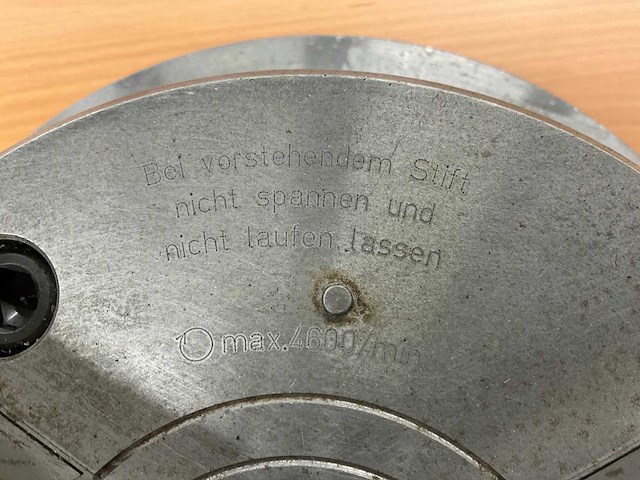 Bei vorstehendem Stift
nicht spannen und
nicht laufen lassen
max.4600/min